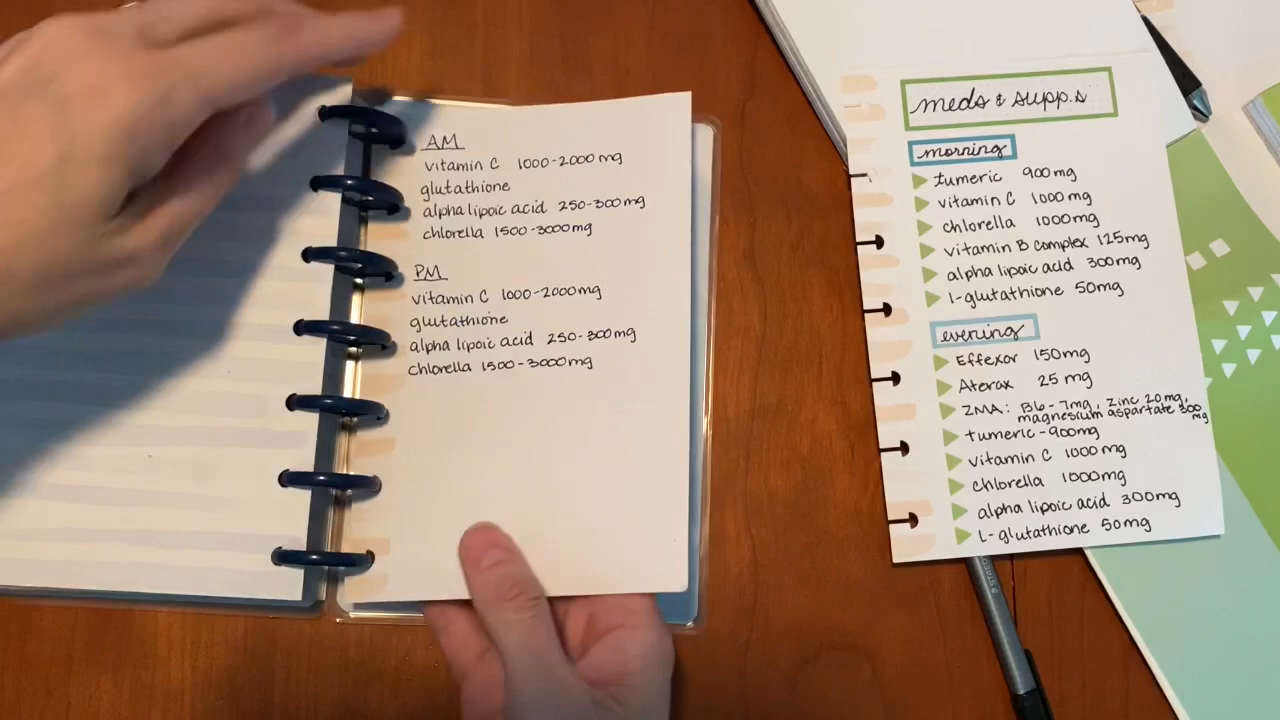 AM
vitamin C 1000-2000mg
glutathione
alpha lipoic acid 250-300mg
chlorella 1500-3000mg
PM
vitamin C 1000-2000mg
glutathione
alpha lipoic acid 250-300mg
chlorella 1500-3000mg
meds & supp.s
morning
tumeric 900mg
vitamin C 1000mg
chlorella 1000mg
vitamin B complex 125mg
alpha lipoic acid 300mg
l-glutathione 50mg
evening
Effexor 150mg
Aterax 25 mg
ZMA: B6-7mg, zinc 20mg,
magnesium aspartate 300
mg
tumeric-900mg
vitamin C 1000mg
chlorella 1000mg
alpha lipoic acid 300mg
L-glutathione 50mg